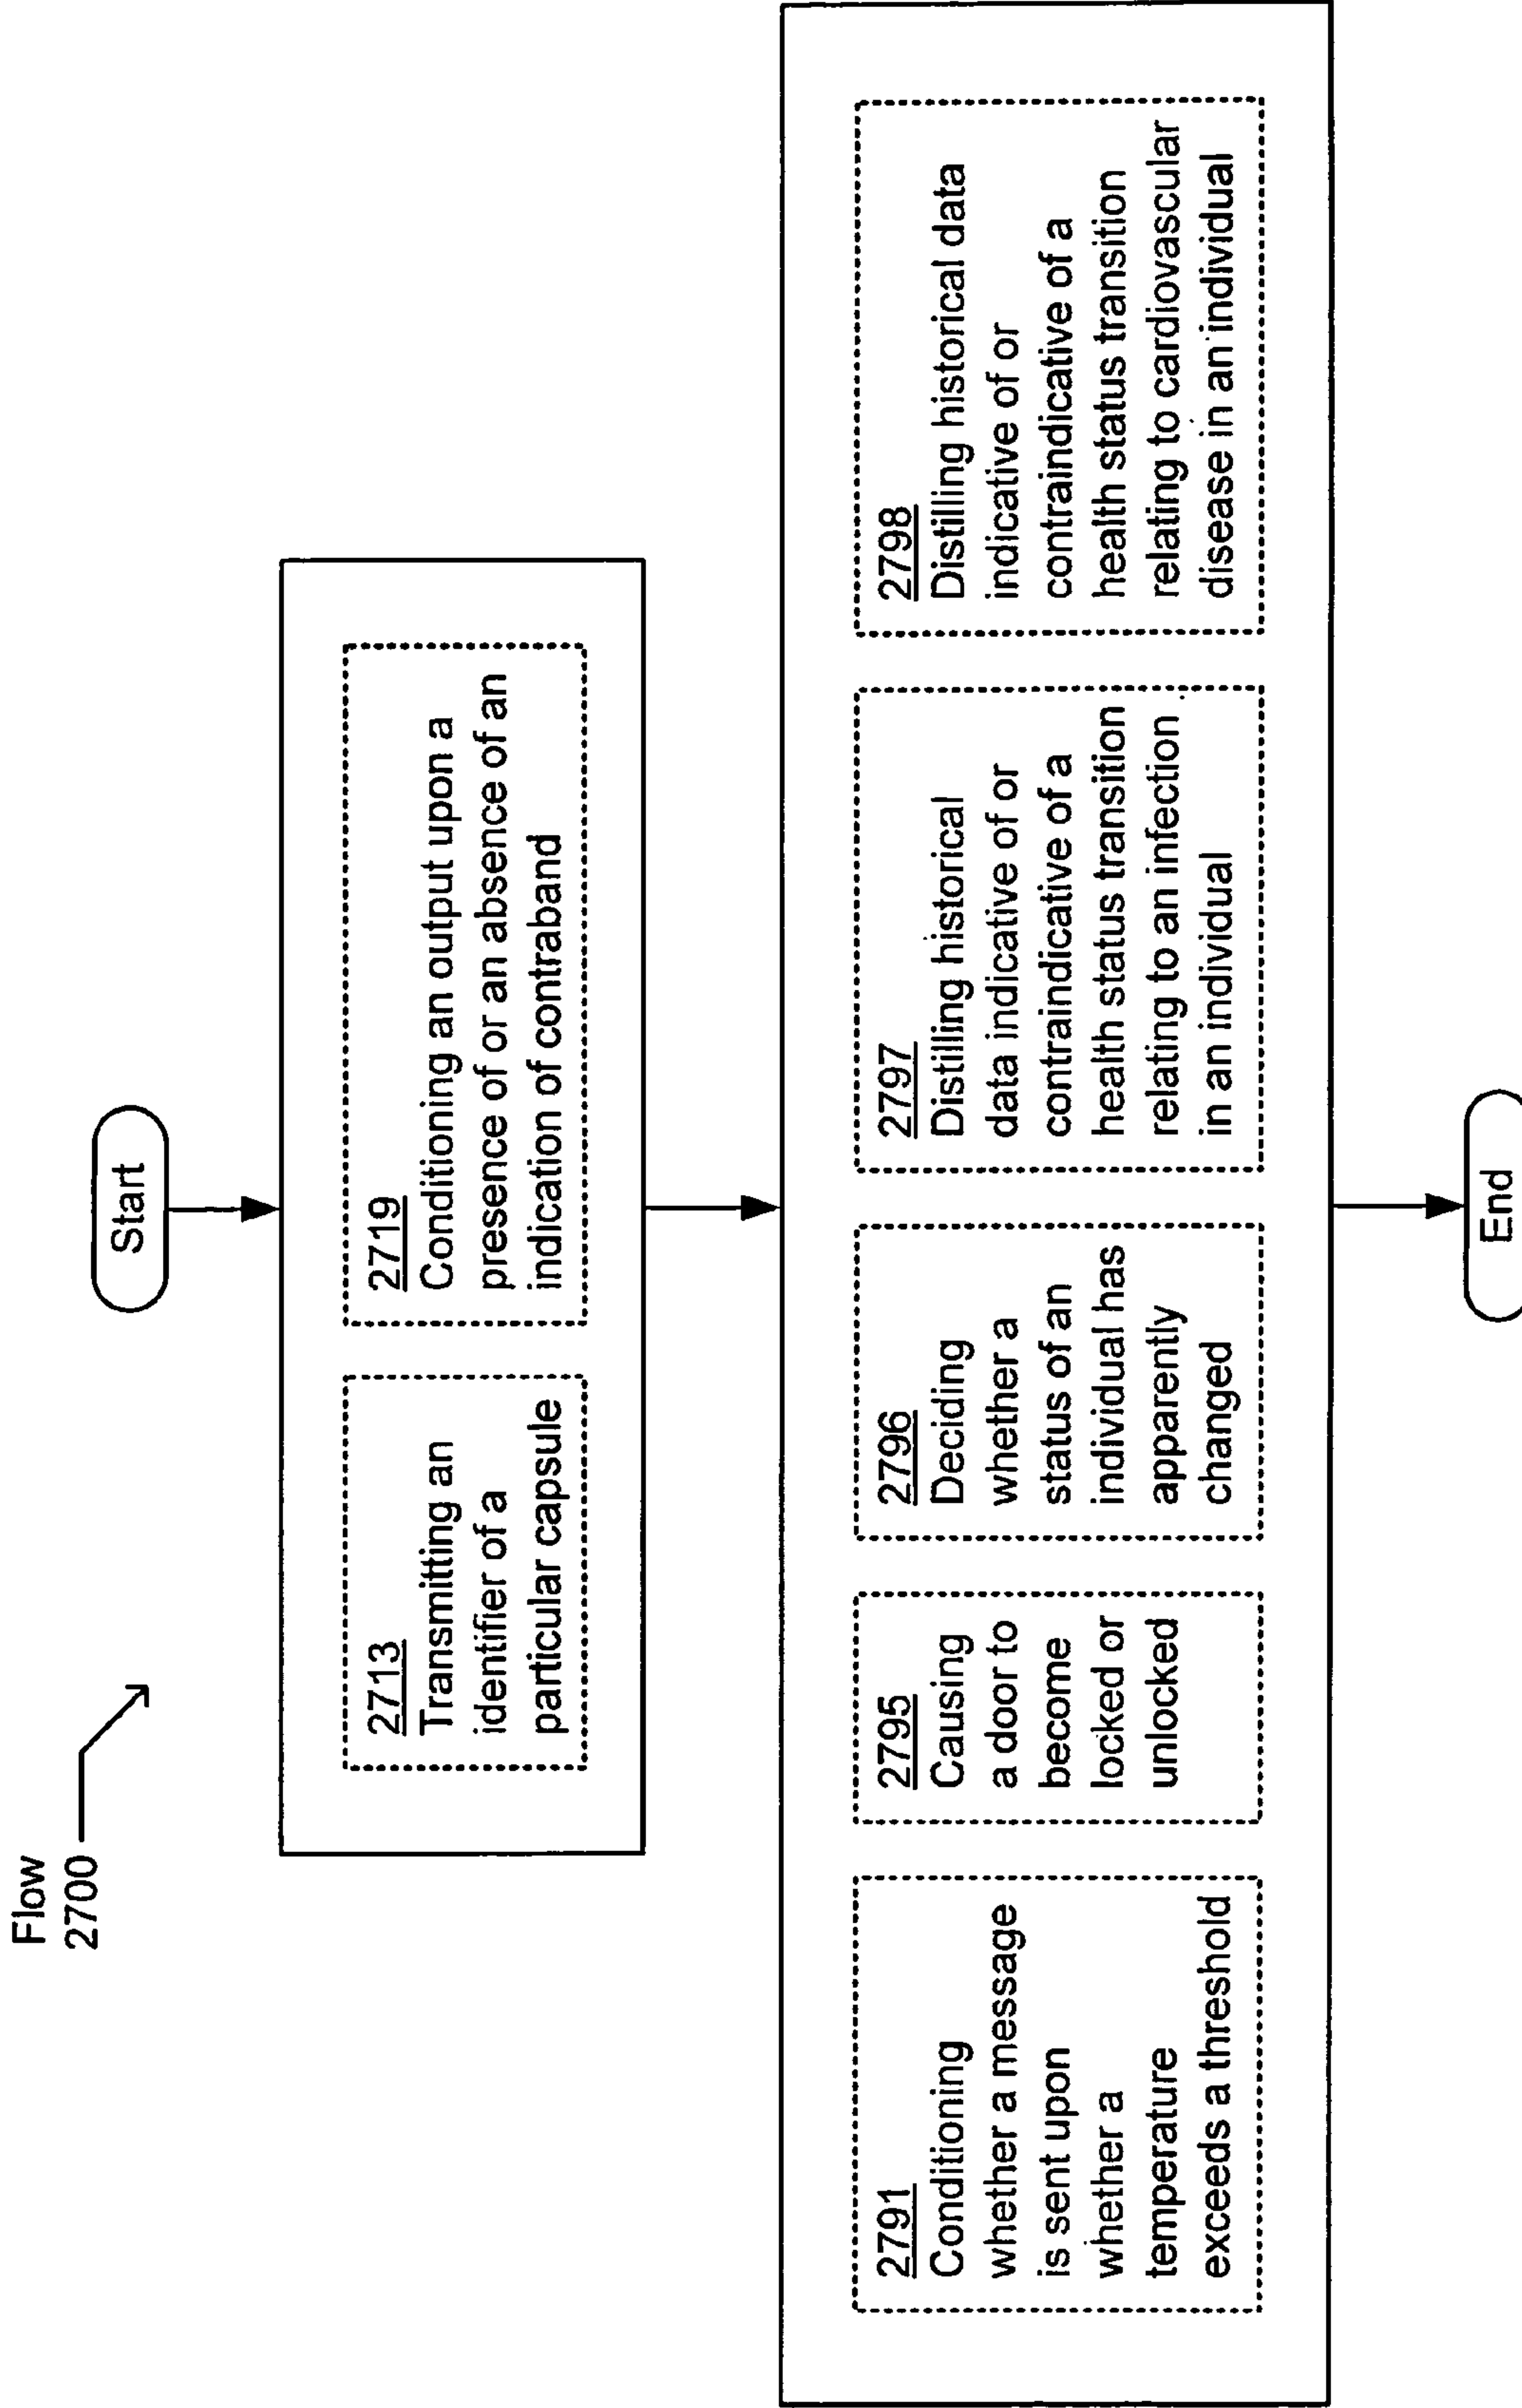 Flow
2700
Start
2713
Transmitting an
identifier of a
particular capsule
2719
Conditioning an output upon a
presence of or an absence of an
indication of contraband
2791
Conditioning
whether a message
is sent upon
whether a
temperature
exceeds a threshold
2795
Causing
a door to
become
locked or
unlocked
2796
Deciding
whether a
status of an
individual has
apparently
changed
2797
Distilling historical
data indicative of or
contraindicative of a
health status transition
relating to an infection
in an individual
2798
Distilling historical data
indicative of or
contraindicative of a
health status transition
relating to cardiovascular
disease in an individual
End